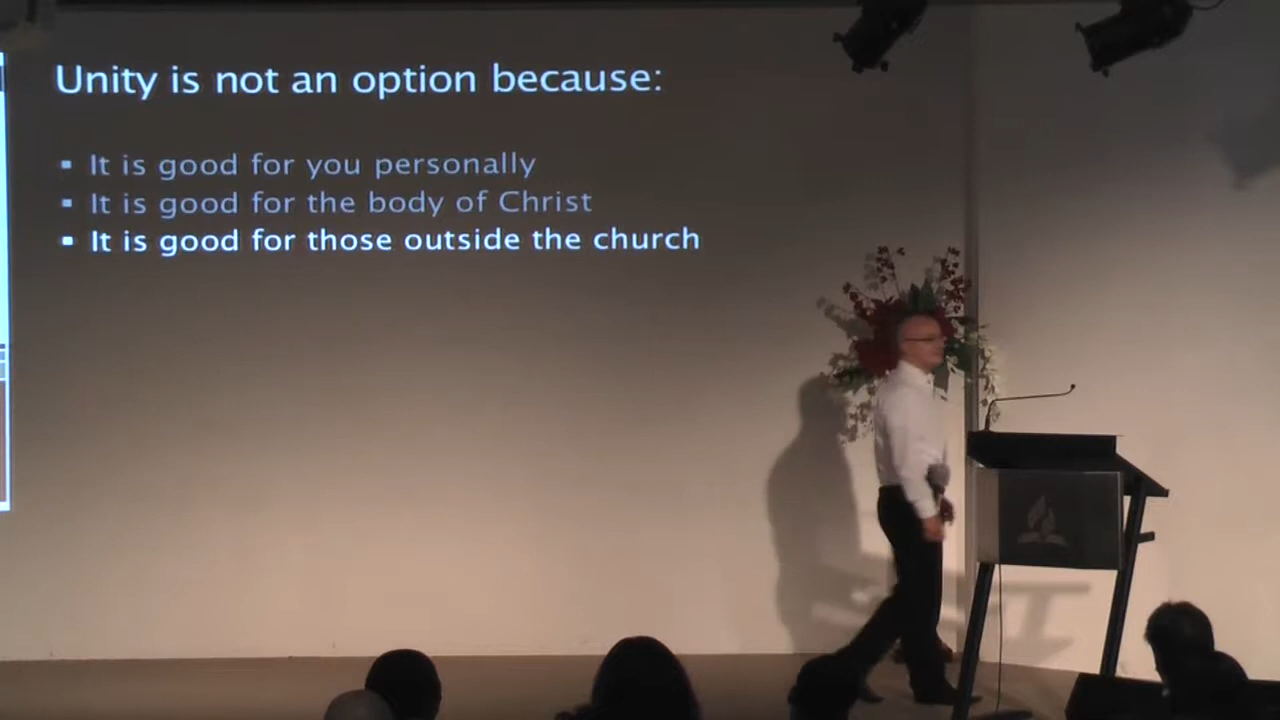 Unity is not an option because:
▪ It is good for you personally
▪ It is good for the body of Christ
▪ It is good for those outside the church